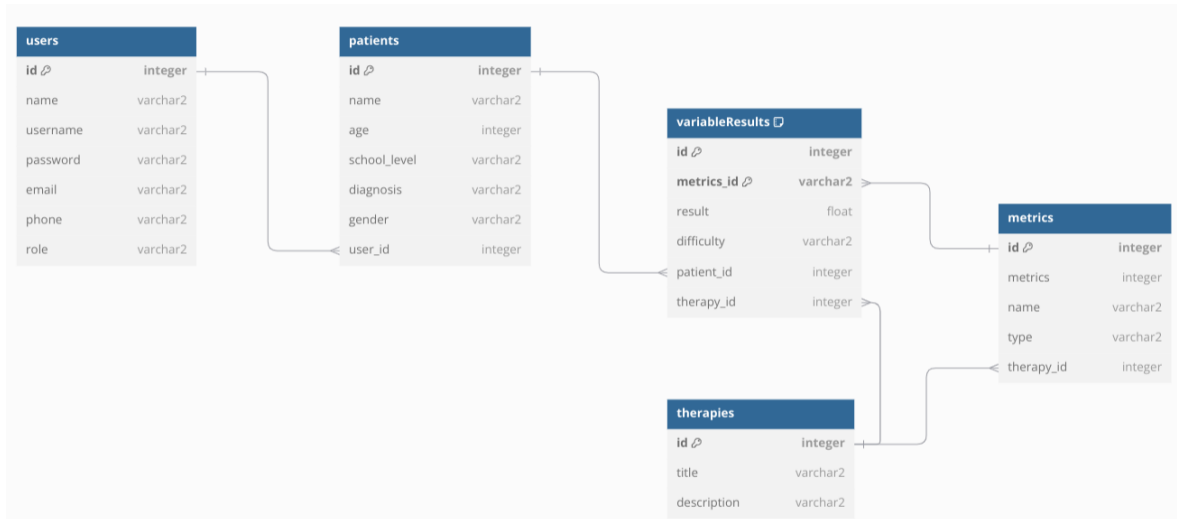 users
id integer
name varchar2
username varchar2
password varchar2
email varchar2
phone varchar2
role varchar2
patients
id integer
name varchar2
age integer
school_level varchar2
diagnosis varchar2
gender varchar2
user_id integer
variableResults
id integer
metrics_id varchar2
result float
difficulty varchar2
patient_id integer
therapy_id integer
metrics
id integer
metrics integer
name varchar2
type varchar2
therapy_id integer
therapies
id integer
title varchar2
description varchar2